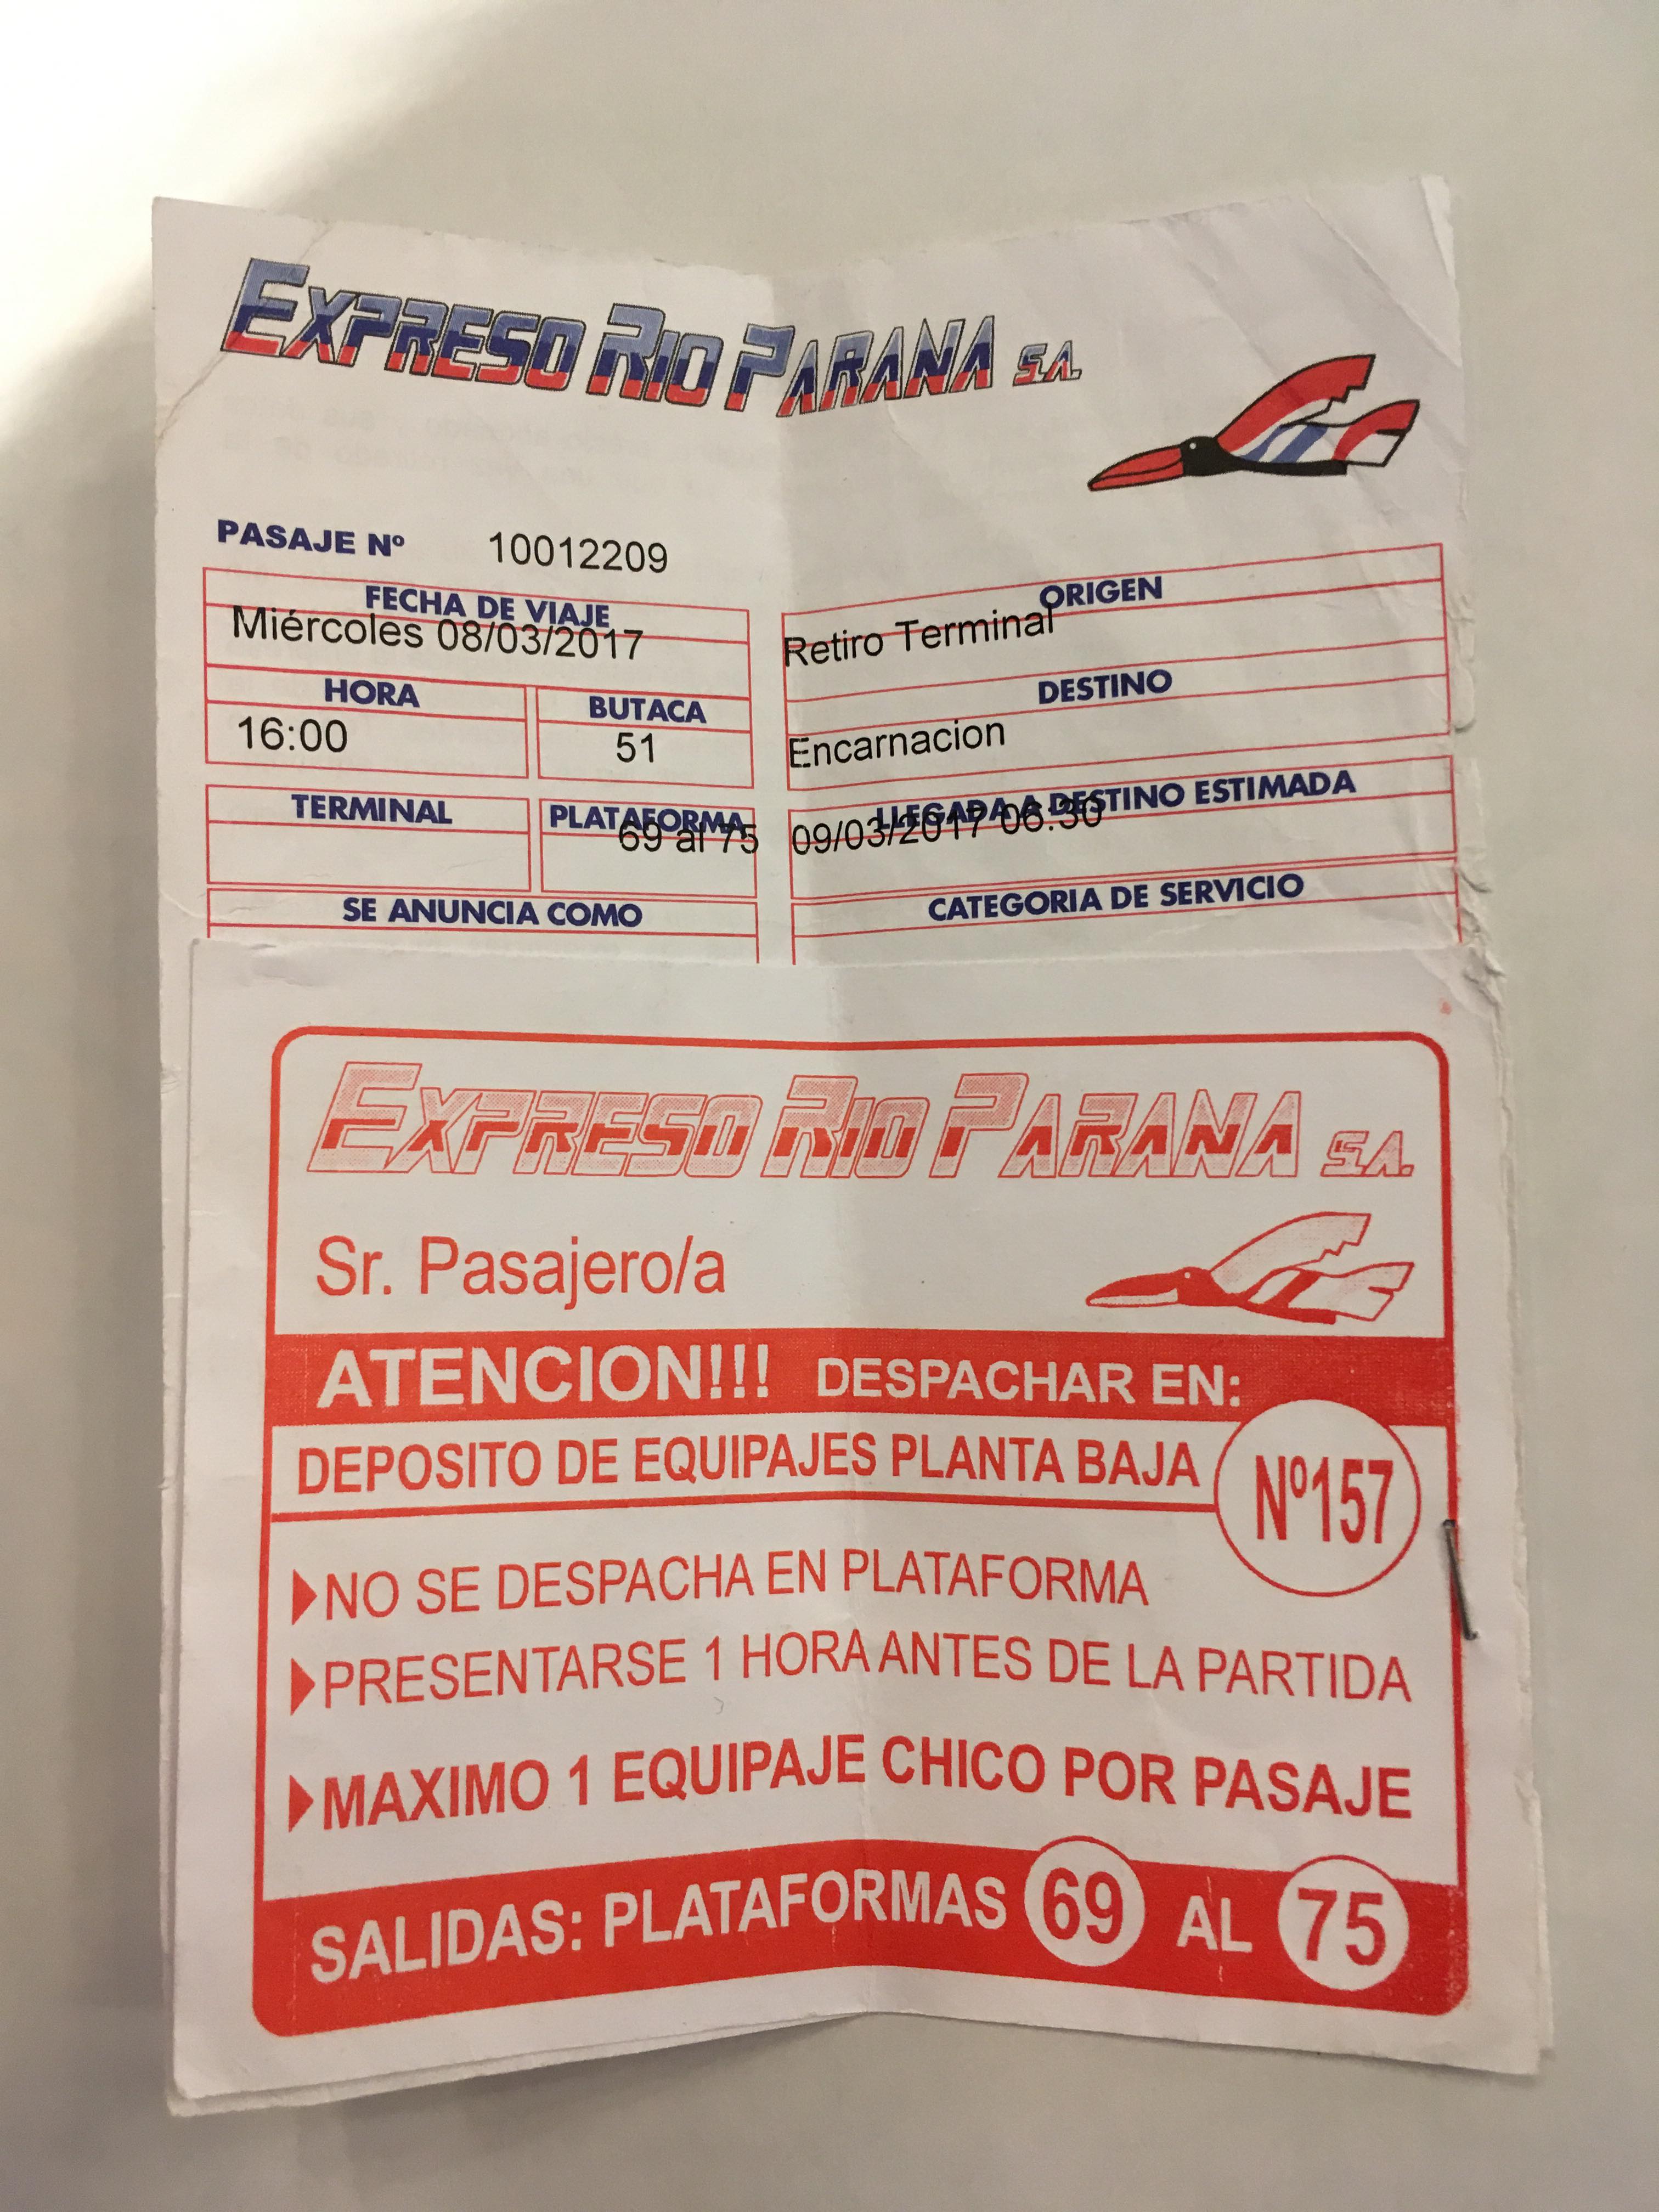 EXPRESO RIO PARANA S.A.
PASAJE Nº 10012209
FECHA DE VIAJE
Miércoles 08/03/2017
HORA
16:00
BUTACA
51
TERMINAL
PLATAFORMA
69 al 75
SE ANUNCIA COMO
ORIGEN
Retiro Terminal
DESTINO
Encarnacion
LLEGADA A DESTINO ESTIMADA
09/03/2017 06:30
CATEGORIA DE SERVICIO
EXPRESO RIO PARANA S.A.
Sr. Pasajero/a
ATENCION!!! DESPACHAR EN:
DEPOSITO DE EQUIPAJES PLANTA BAJA
Nº157
NO SE DESPACHA EN PLATAFORMA
PRESENTARSE 1 HORA ANTES DE LA PARTIDA
MAXIMO 1 EQUIPAJE CHICO POR PASAJE
SALIDAS: PLATAFORMAS 69 AL 75